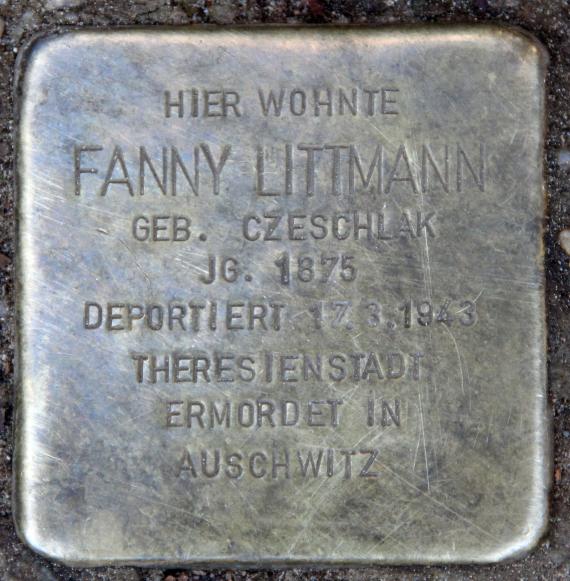 HIER WOHNTE
FANNY LITTMANN
GEB. CZESCHLAK
JG. 1875
DEPORTIERT 17.3.1943
THERESIENSTADT
ERMORDET IN
AUSCHWITZ